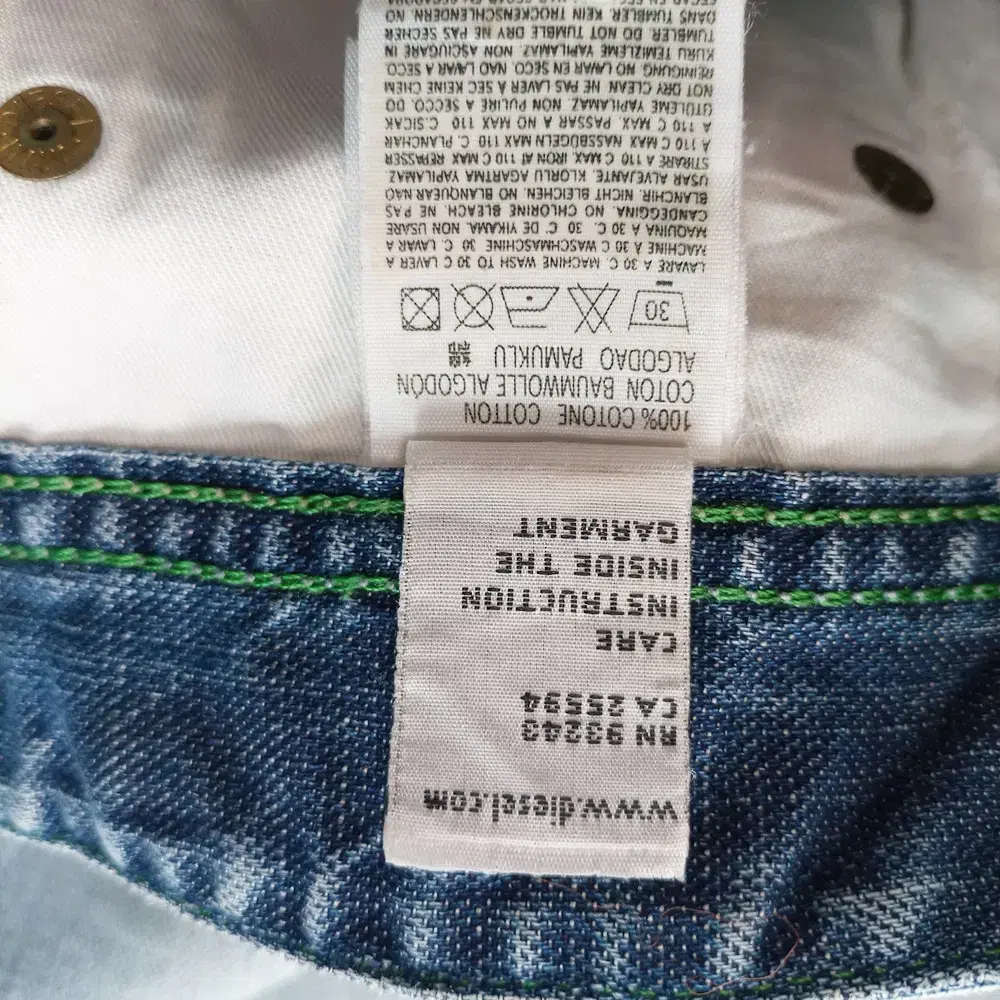 www.diesel.com
RN 93243
CA 25594
CARE
INSTRUCTION
INSIDE THE
GARMENT
100% COTONE COTTON
COTON BAUMWOLLE ALGODÓN
ALGODAO PAMUKLU 綿
30
LAVARE A 30 C. MACHINE WASH TO 30 C LAVER A
MACHINE A 30 C WASCHMASCHINE 30 C. LAVAR A
MAQUINA A 30 C. 30 C' DE YIKAMA. NON USARE
CANDEGGINA. NO CHLORINE BLEACH. NE PAS
BLANCHIR. NICHT BLEICHEN. NO BLANQUEAR NAO
USAR ALVEJANTE. KLORLU AGARTMA YAPILAMAZ.
STIRARE A 110 C MAX. IRON AT 110 C MAX REPASSER
A 110 C MAX NASSBÜGELN MAX 110 C. PLANCHAR
A 110 C MAX. PASSAR A NO MAX 110 C.SICAK
ÜTÜLEME YAPILAMAZ. NON PULIRE A SECCO. DO
NOT DRY CLEAN NE PAS LAVER A SEC KEINE CHEM
REINIGUNG. NO LAVAR EN SECO. NAO LAVAR A SECO.
KURU TEMIZLEME YAPILAMAZ. NON ASCIUGARE IN
TUMBLER. DO NOT TUMBLE DRY NE PAS SECHER
DANS TUMBLER. KEIN TROCKENSCHLENDERN. NO